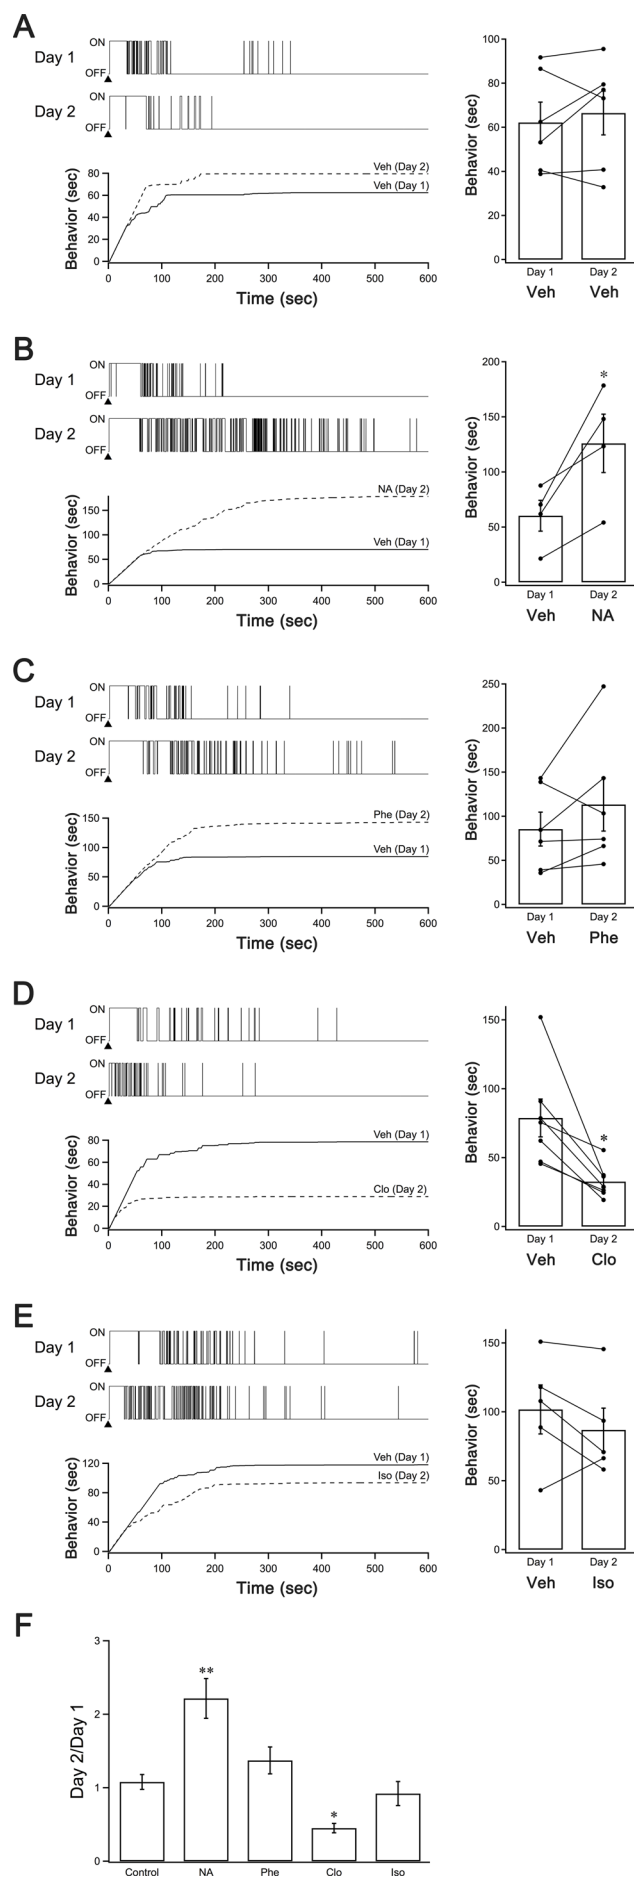 A
Day 1
ON
OFF
Day 2
ON
OFF
Behavior (sec)
80
60
40
20
0
Veh (Day 2)
Veh (Day 1)
0 100 200 300 400 500 600
Time (sec)
Behavior (sec)
100
80
60
40
20
0
Day 1 Day 2
Veh Veh
B
Day 1
ON
OFF
Day 2
ON
OFF
Behavior (sec)
150
100
50
0
NA (Day 2)
Veh (Day 1)
0 100 200 300 400 500 600
Time (sec)
Behavior (sec)
200
150
100
50
0
*
Day 1 Day 2
Veh NA
C
Day 1
ON
OFF
Day 2
ON
OFF
Behavior (sec)
150
100
50
0
Phe (Day 2)
Veh (Day 1)
0 100 200 300 400 500 600
Time (sec)
Behavior (sec)
250
200
150
100
50
0
Day 1 Day 2
Veh Phe
D
Day 1
ON
OFF
Day 2
ON
OFF
Behavior (sec)
80
60
40
20
0
Veh (Day 1)
Clo (Day 2)
0 100 200 300 400 500 600
Time (sec)
Behavior (sec)
150
100
50
0
*
Day 1 Day 2
Veh Clo
E
Day 1
ON
OFF
Day 2
ON
OFF
Behavior (sec)
120
80
40
0
Veh (Day 1)
Iso (Day 2)
0 100 200 300 400 500 600
Time (sec)
Behavior (sec)
150
100
50
0
Day 1 Day 2
Veh Iso
F
Day 2/Day 1
3
2
1
0
**
*
Control NA Phe Clo Iso